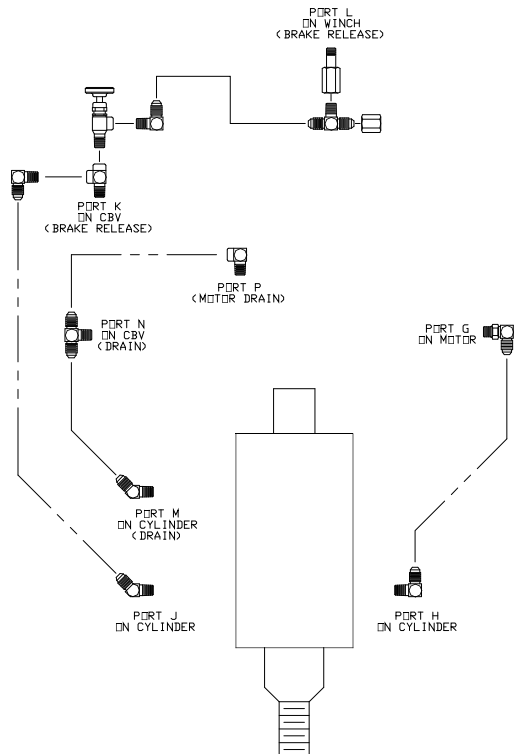 PORT L
ON WINCH
(BRAKE RELEASE)
PORT K
ON CBV
(BRAKE RELEASE)
PORT P
(MOTOR DRAIN)
PORT N
ON CBV
(DRAIN)
PORT G
ON MOTOR
PORT M
ON CYLINDER
(DRAIN)
PORT J
ON CYLINDER
PORT H
ON CYLINDER